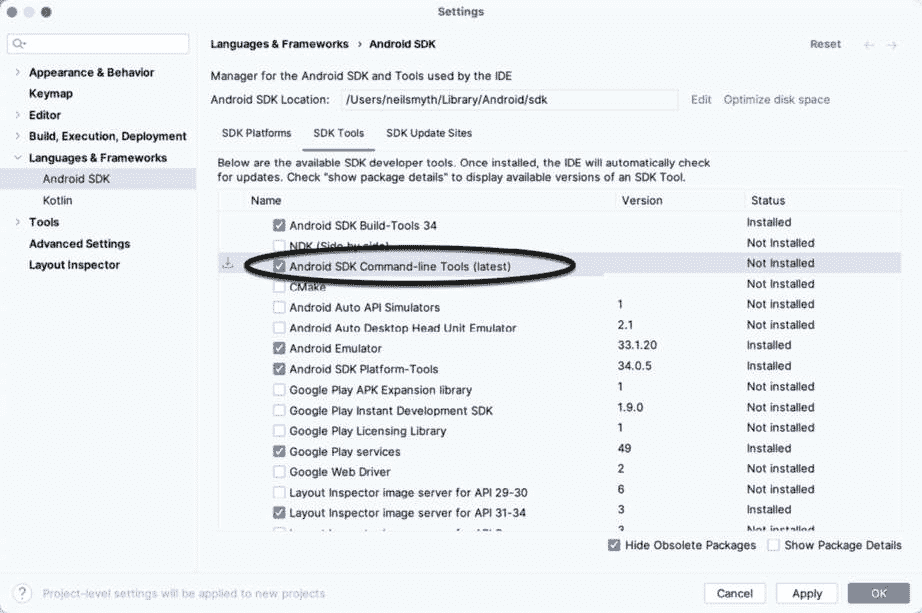 Settings
Languages & Frameworks › Android SDK
Reset
Appearance & Behavior
Keymap
Editor
Build, Execution, Deployment
Languages & Frameworks
Android SDK
Kotlin
Tools
Advanced Settings
Layout Inspector
Manager for the Android SDK and Tools used by the IDE
Android SDK Location: /Users/neilsmyth/Library/Android/sdk Edit Optimize disk space
SDK Platforms SDK Tools SDK Update Sites
Below are the available SDK developer tools. Once installed, the IDE will automatically check
for updates. Check "show package details" to display available versions of an SDK Tool.
Name Version Status
Android SDK Build-Tools 34 Installed
NDK (Side by side) Not Installed
Android SDK Command-line Tools (latest) Not Installed
CMake Not Installed
Android Auto API Simulators 1 Not installed
Android Auto Desktop Head Unit Emulator 2.1 Not installed
Android Emulator 33.1.20 Installed
Android SDK Platform-Tools 34.0.5 Installed
Google Play APK Expansion library 1 Not installed
Google Play Instant Development SDK 1.9.0 Not installed
Google Play Licensing Library 1 Not installed
Google Play services 49 Installed
Google Web Driver 2 Not installed
Layout Inspector image server for API 29-30 6 Not installed
Layout Inspector image server for API 31-34 3 Installed
Layout Inspector image server for API 3 Not installed
Hide Obsolete Packages Show Package Details
? Project-level settings will be applied to new projects
Cancel Apply OK